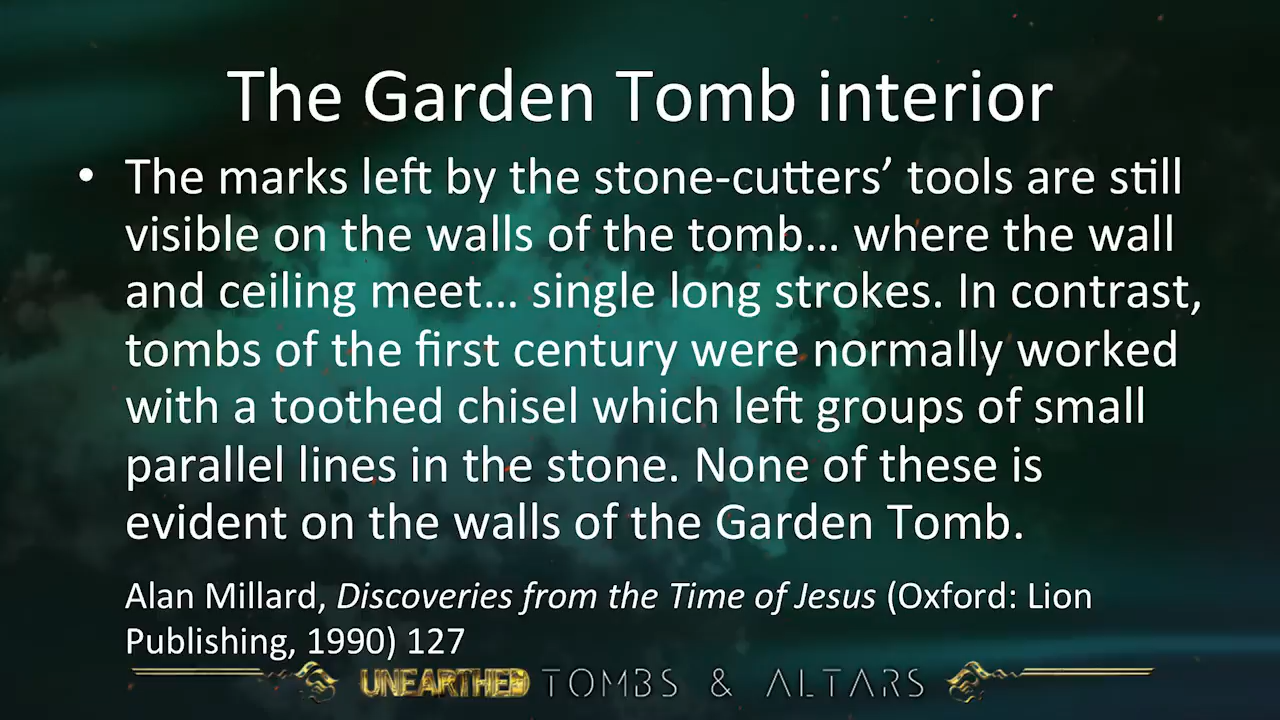 The Garden Tomb interior
• The marks left by the stone-cutters’ tools are still
visible on the walls of the tomb… where the wall
and ceiling meet… single long strokes. In contrast,
tombs of the first century were normally worked
with a toothed chisel which left groups of small
parallel lines in the stone. None of these is
evident on the walls of the Garden Tomb.
Alan Millard, Discoveries from the Time of Jesus (Oxford: Lion
Publishing, 1990) 127
UNEARTHED TOMBS & ALTARS